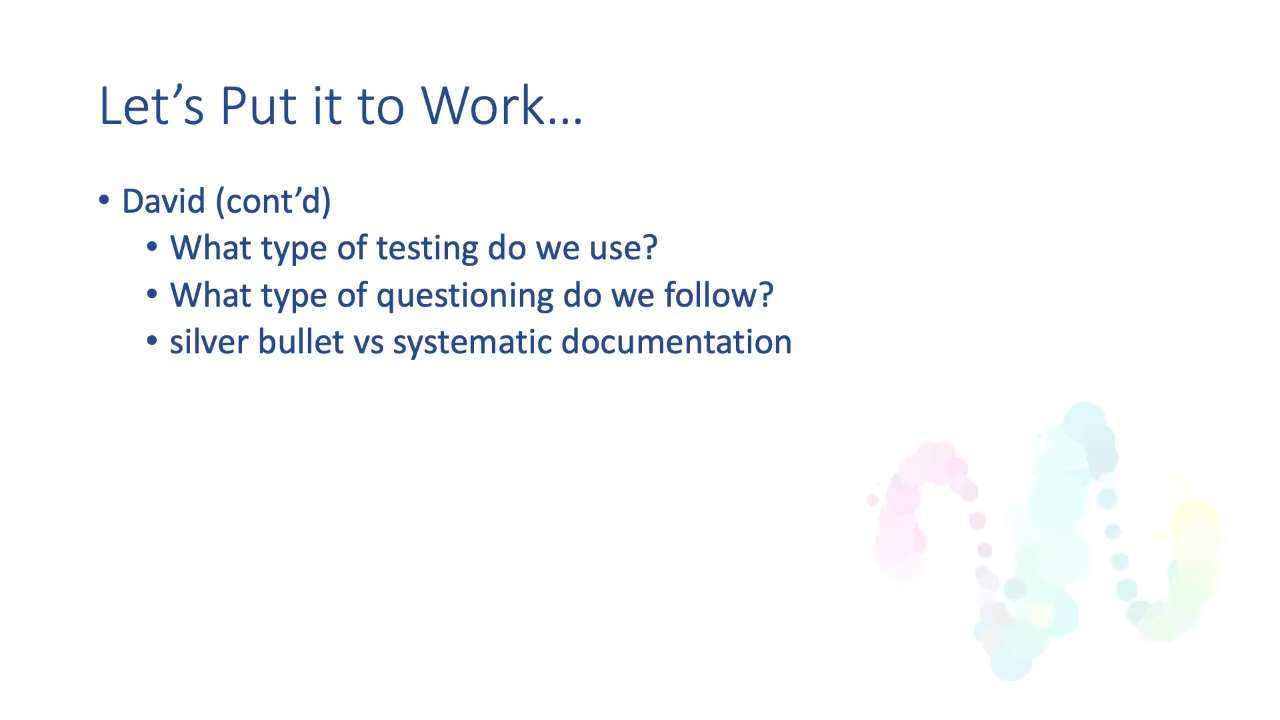 Let’s Put it to Work…
• David (cont’d)
• What type of testing do we use?
• What type of questioning do we follow?
• silver bullet vs systematic documentation